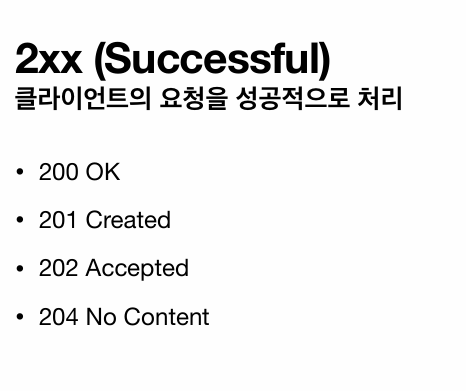 2xx (Successful)
클라이언트의 요청을 성공적으로 처리
• 200 OK
• 201 Created
• 202 Accepted
• 204 No Content